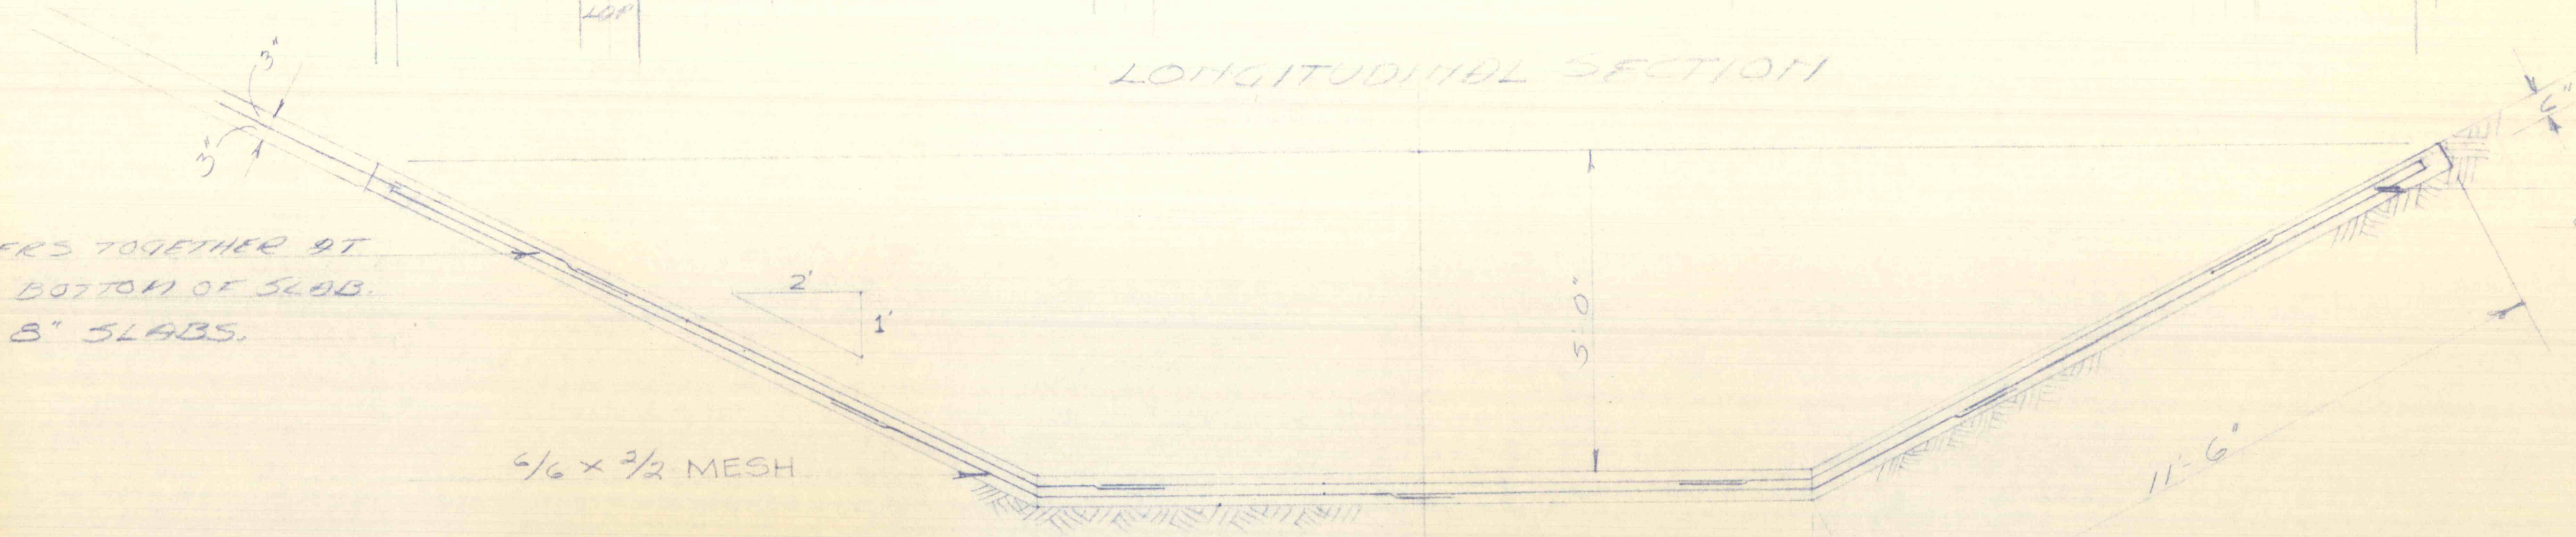 LAP
LONGITUDINAL SECTION
3"
3"
6"
ERS TOGETHER AT
BOTTOM OF SLAB.
8" SLABS.
2'
1'
5'-0"
11'-6"
6/6 x 2/2 MESH